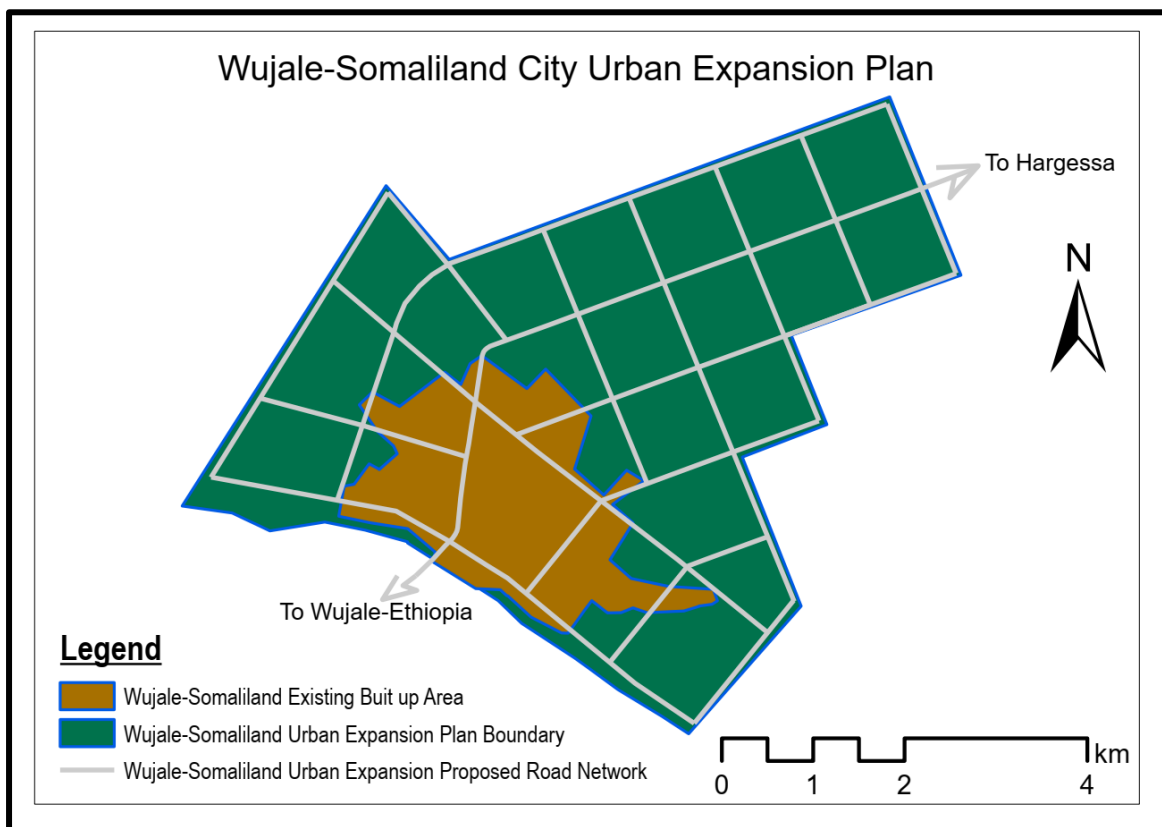 Wujale-Somaliland City Urban Expansion Plan
To Hargessa
N
To Wujale-Ethiopia
Legend
Wujale-Somaliland Existing Buit up Area
Wujale-Somaliland Urban Expansion Plan Boundary
Wujale-Somaliland Urban Expansion Proposed Road Network
km
0 1 2 4